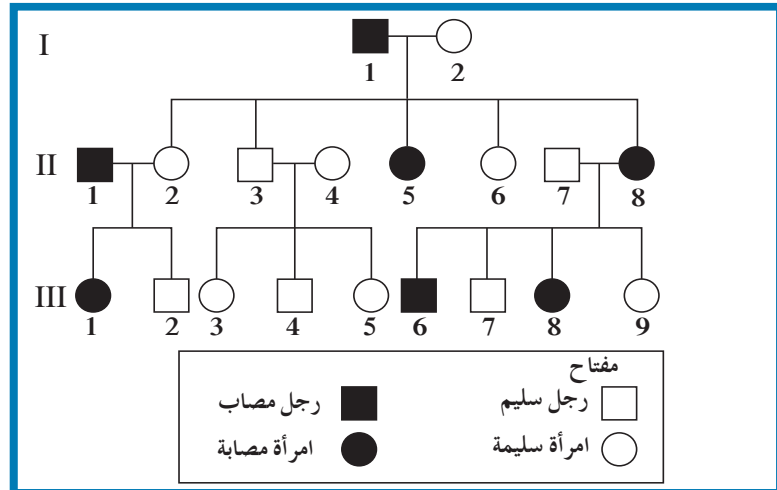 I
1 2
II
1 2 3 4 5 6 7 8
III
1 2 3 4 5 6 7 8 9
مفتاح
رجل سليم رجل مصاب
امرأة سليمة امرأة مصابة